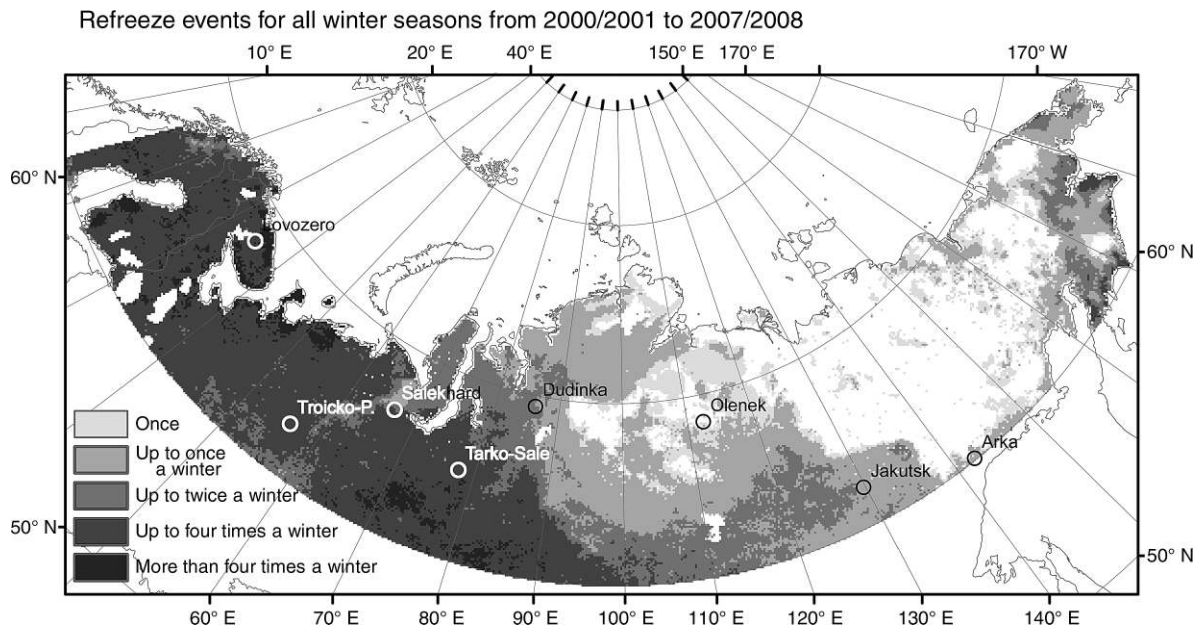 Refreeze events for all winter seasons from 2000/2001 to 2007/2008
10° E 20° E 40° E 150° E 170° E 170° W
60° N
Lovozero
60° N
Salekhard
Dudinka
Troicko-P.
Olenek
Tarko-Sale
Arka
Jakutsk
Once
Up to once
a winter
Up to twice a winter
Up to four times a winter
More than four times a winter
50° N
50° N
60° E 70° E 80° E 90° E 100° E 110° E 120° E 130° E 140° E